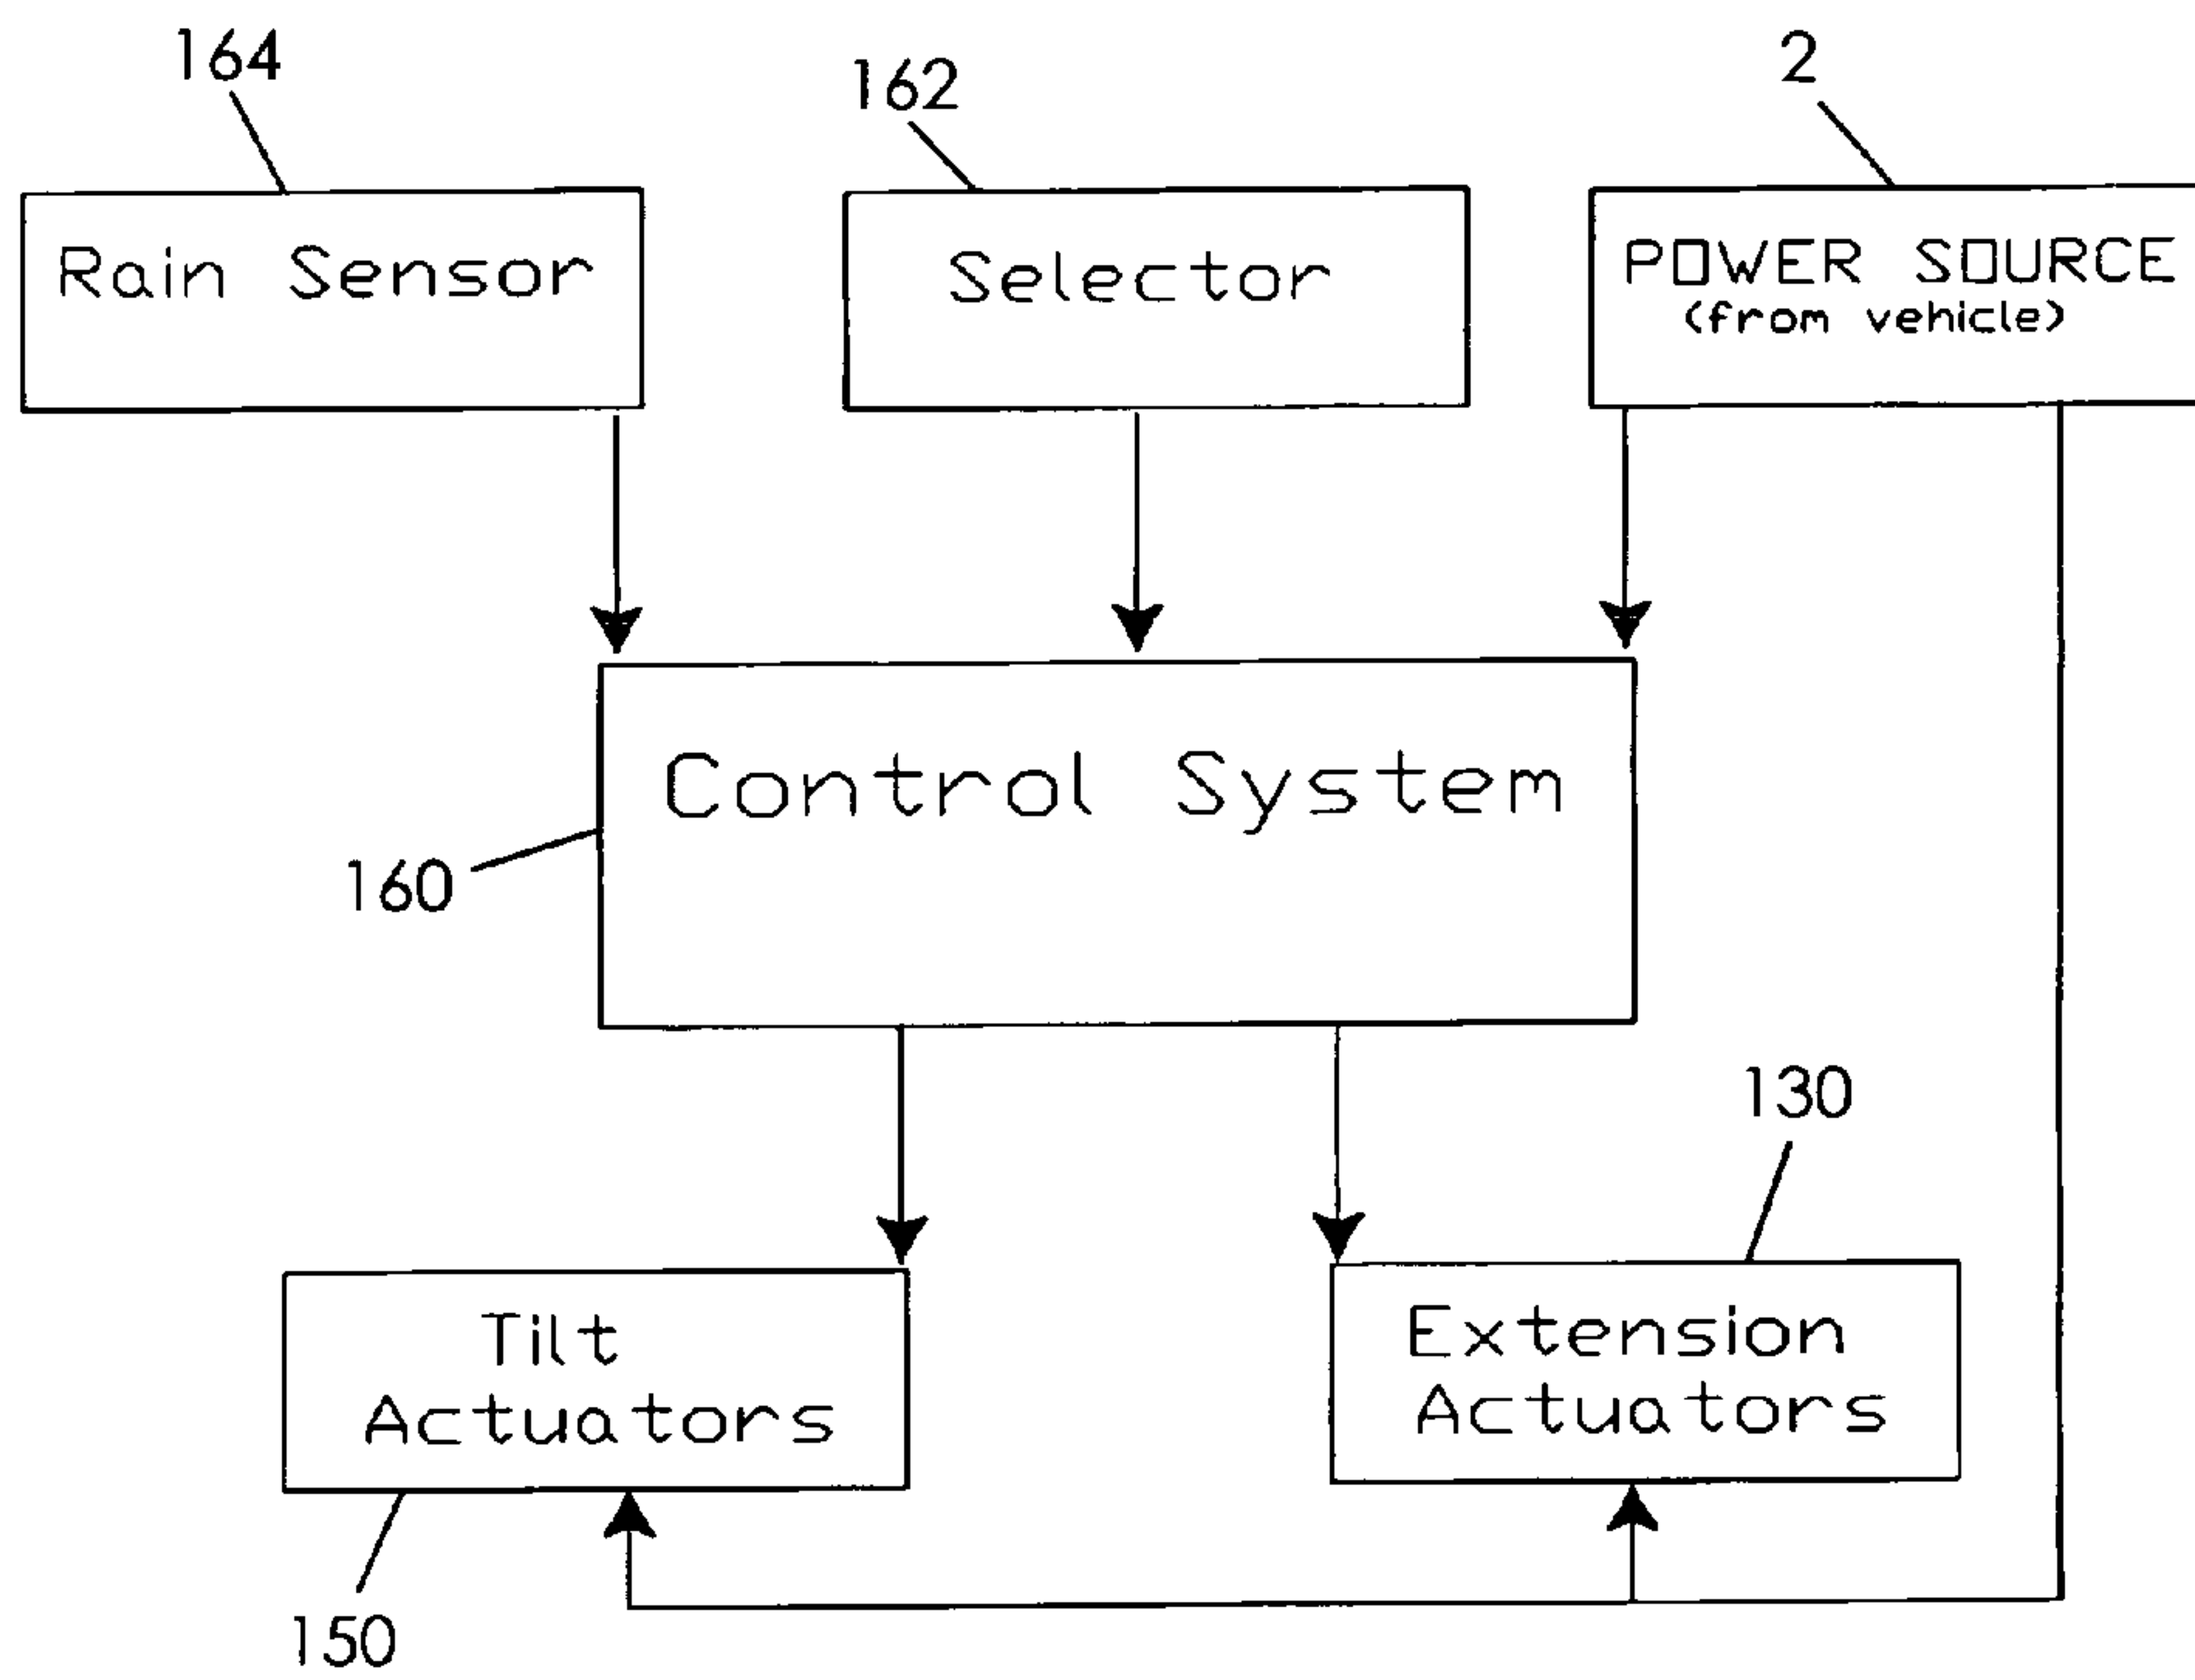 164
162
2
Rain Sensor
Selector
POWER SOURCE
(from vehicle)
Control System
160
130
Tilt
Actuators
Extension
Actuators
150